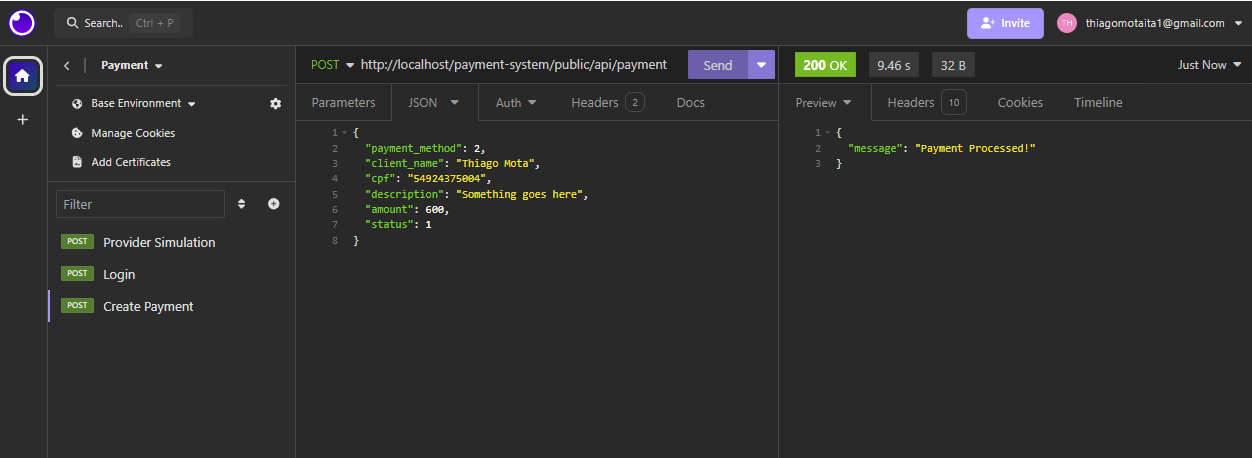 Search.. Ctrl + P
Invite
TH thiagomotaita1@gmail.com
Payment
Base Environment
Manage Cookies
Add Certificates
Filter
POST Provider Simulation
POST Login
POST Create Payment
POST http://localhost/payment-system/public/api/payment Send
Parameters JSON Auth Headers 2 Docs
1 {
2 "payment_method": 2,
3 "client_name": "Thiago Mota",
4 "cpf": "54924375004",
5 "description": "Something goes here",
6 "amount": 600,
7 "status": 1
8 }
200 OK 9.46 s 32 B Just Now
Preview Headers 10 Cookies Timeline
1 {
2 "message": "Payment Processed!"
3 }